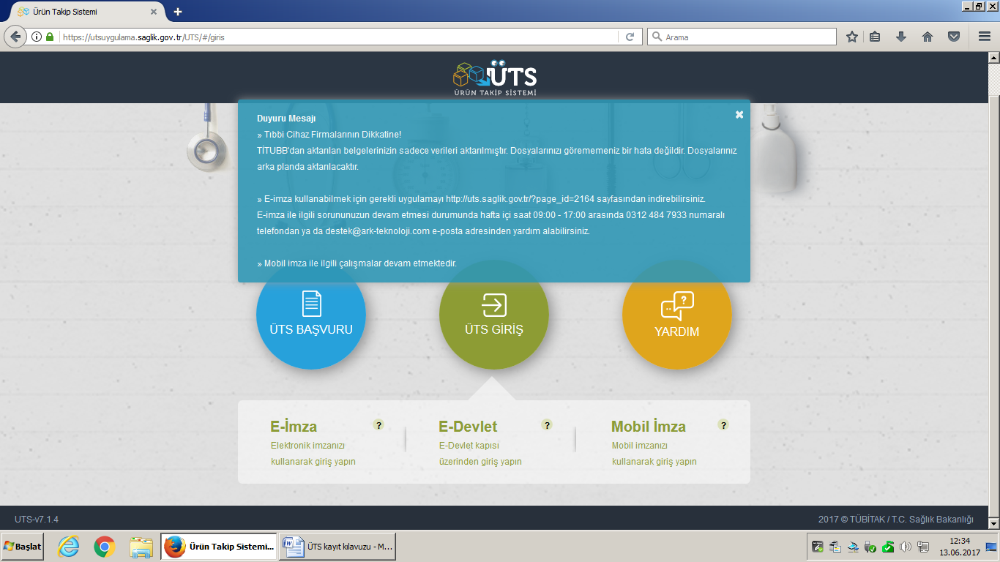 Ürün Takip Sistemi
https://utsuygulama.saglik.gov.tr/UTS/#/giris
Arama
ÜTS
ÜRÜN TAKİP SİSTEMİ
Duyuru Mesajı
» Tıbbi Cihaz Firmalarının Dikkatine!
TİTUBB'dan aktarılan belgelerinizin sadece verileri aktarılmıştır. Dosyalarınızı görememeniz bir hata değildir. Dosyalarınız
arka planda aktarılacaktır.
» E-imza kullanabilmek için gerekli uygulamayı http://uts.saglik.gov.tr/?page_id=2164 sayfasından indirebilirsiniz.
E-imza ile ilgili sorununuzun devam etmesi durumunda hafta içi saat 09:00 - 17:00 arasında 0312 484 7933 numaralı
telefondan ya da destek@ark-teknoloji.com e-posta adresinden yardım alabilirsiniz.
» Mobil imza ile ilgili çalışmalar devam etmektedir.
ÜTS BAŞVURU
ÜTS GİRİŞ
YARDIM
E-İmza ?
Elektronik imzanızı
kullanarak giriş yapın
E-Devlet ?
E-Devlet kapısı
üzerinden giriş yapın
Mobil İmza ?
Mobil imzanızı
kullanarak giriş yapın
UTS-v7.1.4
2017 © TÜBİTAK / T.C. Sağlık Bakanlığı
Başlat
Ürün Takip Sistemi...
ÜTS kayıt kılavuzu - M...
12:34
13.06.2017